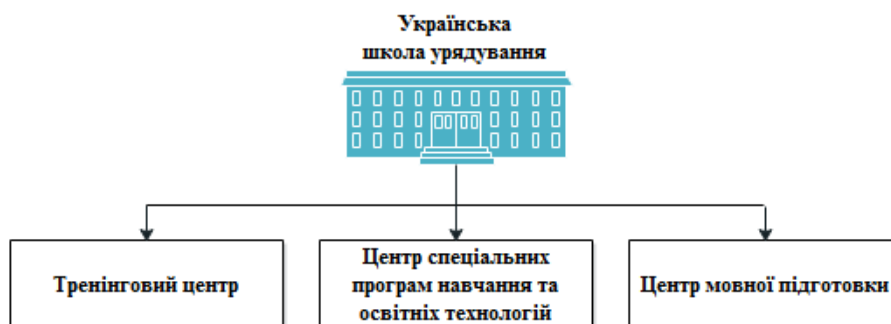 Українська
школа урядування
Тренінговий центр
Центр спеціальних
програм навчання та
освітніх технологій
Центр мовної підготовки